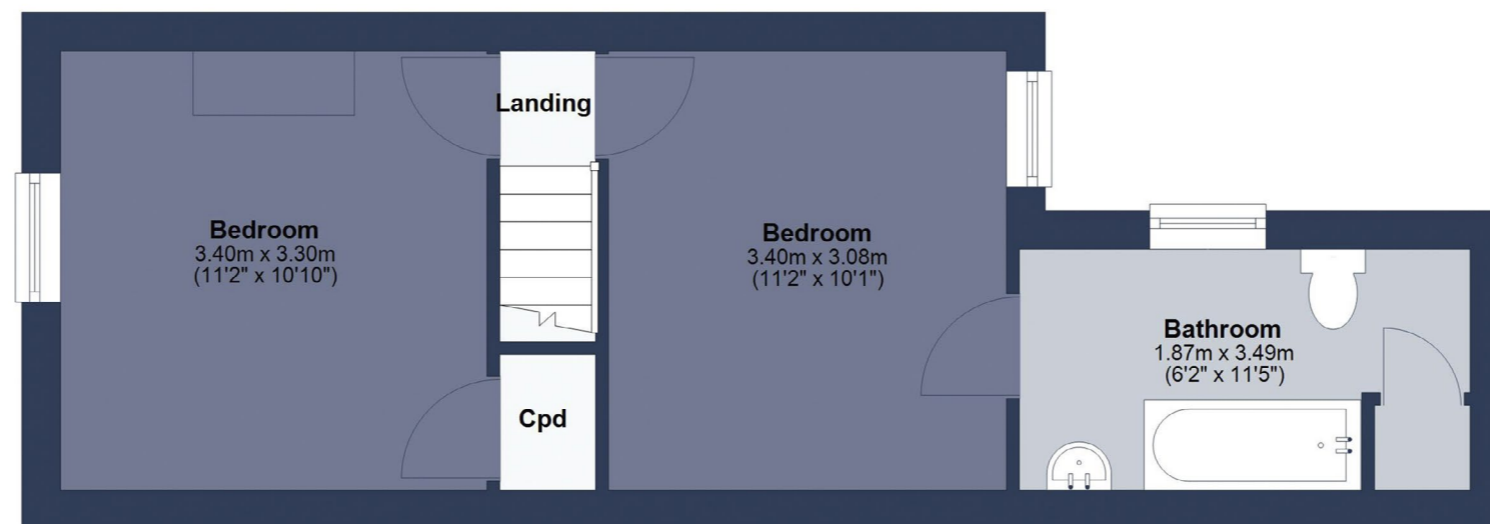 Landing
Bedroom
3.40m x 3.30m
(11'2" x 10'10")
Bedroom
3.40m x 3.08m
(11'2" x 10'1")
Bathroom
1.87m x 3.49m
(6'2" x 11'5")
Cpd